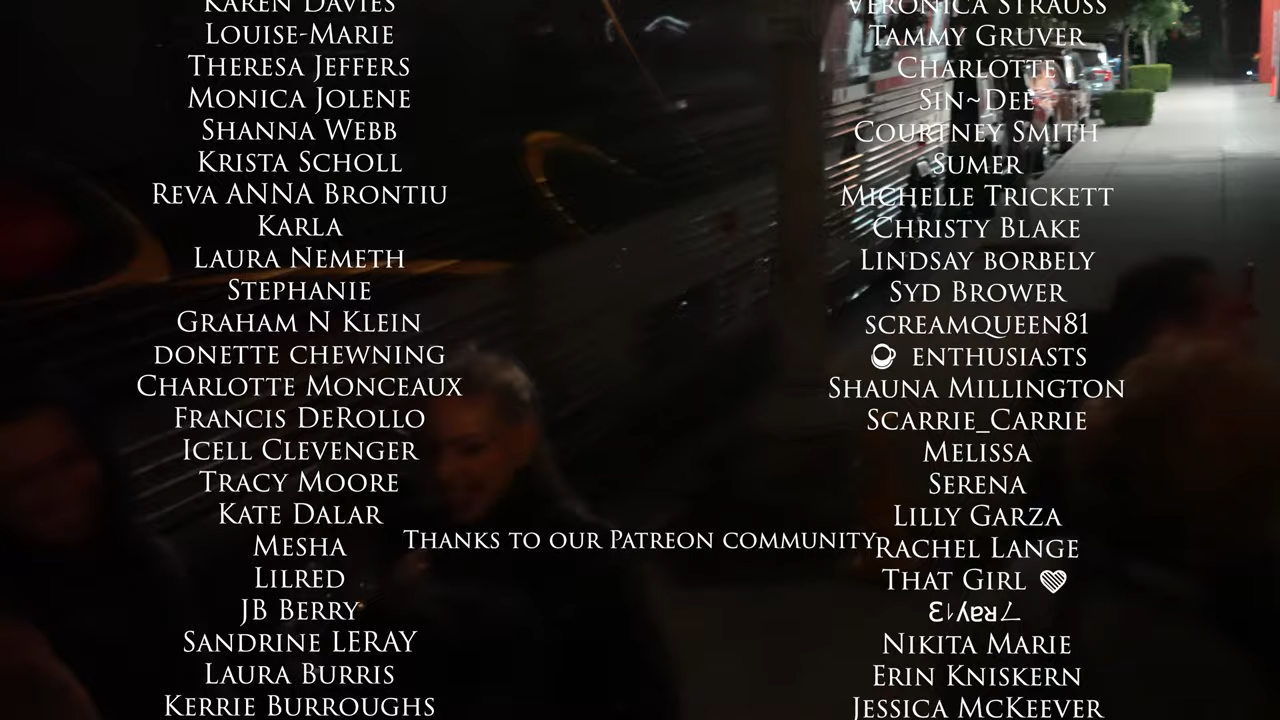 Karen Davies
Louise-Marie
Theresa Jeffers
Monica Jolene
Shanna Webb
Krista Scholl
Reva ANNA Brontiu
Karla
Laura Nemeth
Stephanie
Graham N Klein
donette chewning
Charlotte Monceaux
Francis DeRollo
Icell Clevenger
Tracy Moore
Kate Dalar
Mesha
Lilred
JB Berry
Sandrine LERAY
Laura Burris
Kerrie Burroughs
Thanks to our Patreon community
Veronica Strauss
Tammy Gruver
Charlotte
Sin~Dee
Courtney Smith
Sumer
Michelle Trickett
Christy Blake
Lindsay borbely
Syd Brower
screamqueen81
☕ enthusiasts
Shauna Millington
Scarrie_Carrie
Melissa
Serena
Lilly Garza
Rachel Lange
That Girl 💜
Nikita Marie
Erin Kniskern
Jessica McKeever